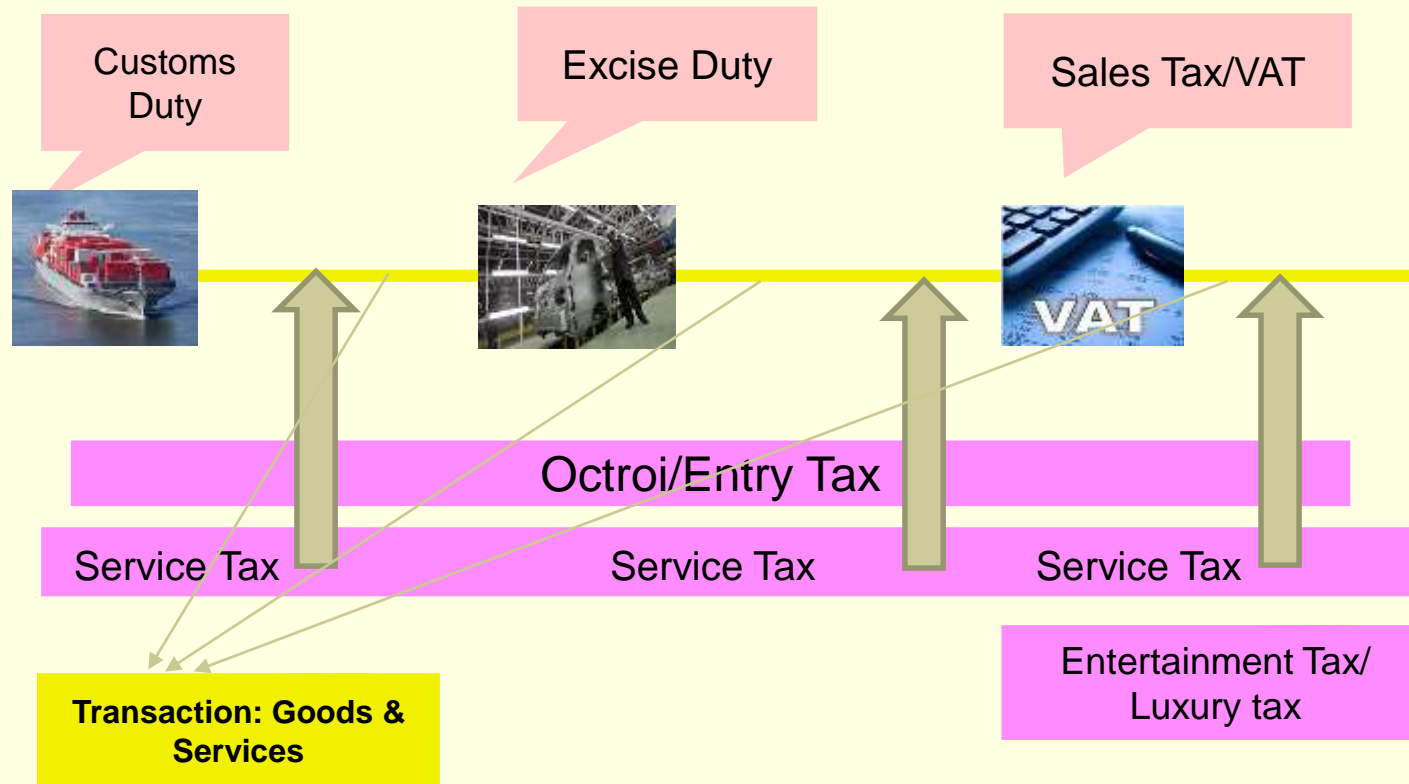 Customs
Duty
Excise Duty
Sales Tax/VAT
VAT
Octroi/Entry Tax
Service Tax
Service Tax
Service Tax
Entertainment Tax/
Luxury tax
Transaction: Goods &
Services